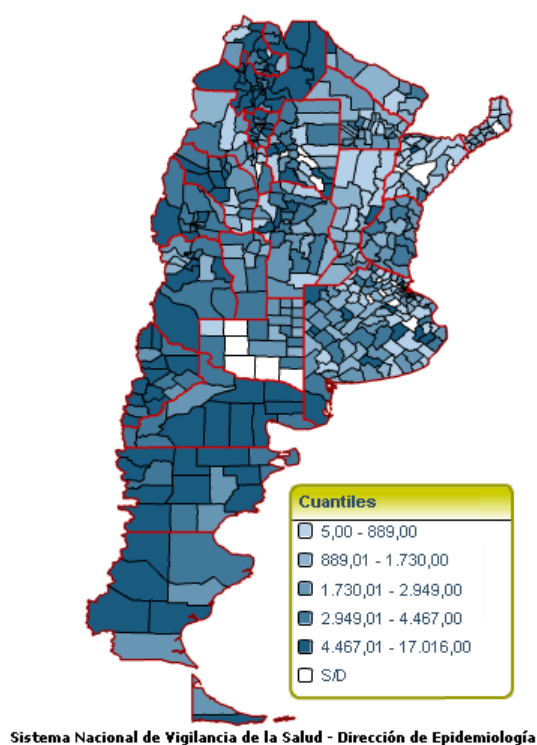 Cuantiles
5,00 - 889,00
889,01 - 1.730,00
1.730,01 - 2.949,00
2.949,01 - 4.467,00
4.467,01 - 17.016,00
S/D
Sistema Nacional de Vigilancia de la Salud - Dirección de Epidemiología